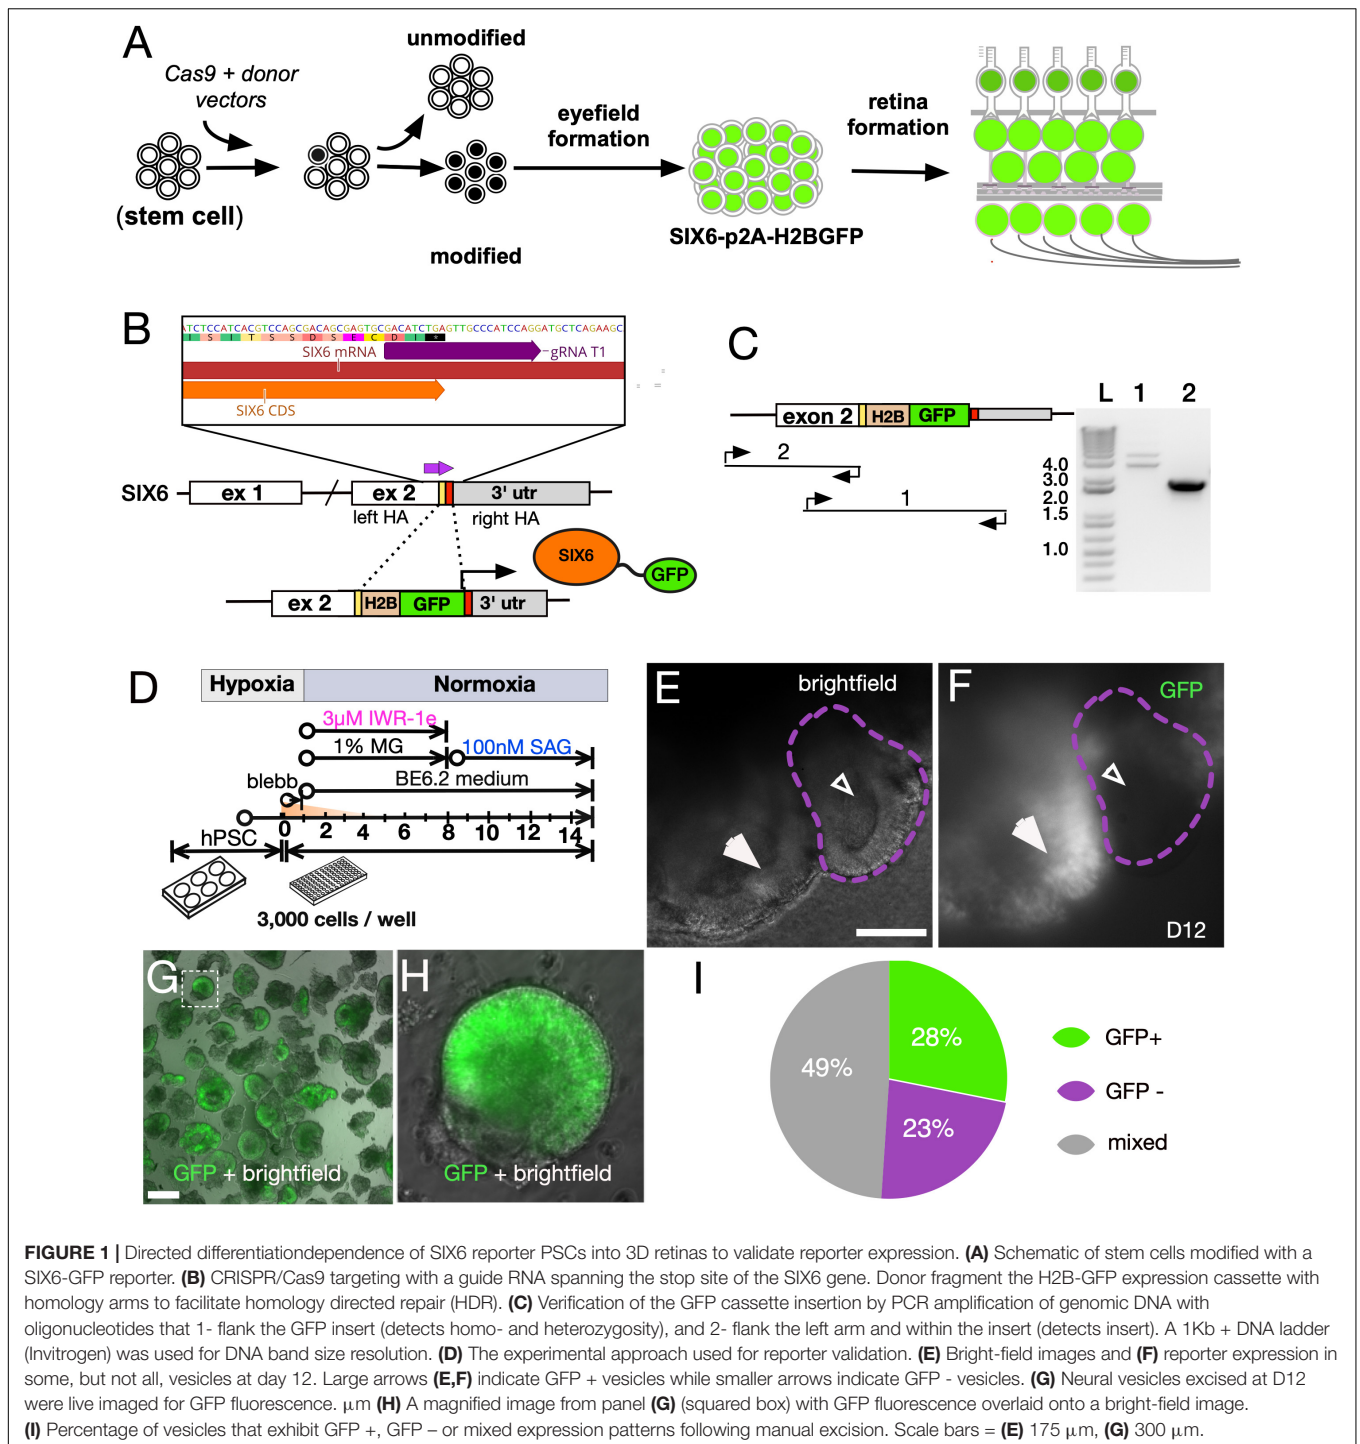 A
unmodified
Cas9 + donor
vectors
eyefield
formation
retina
formation
(stem cell)
SIX6-p2A-H2BGFP
modified
B
ATCTCCATCACGTCCAGCGACAGCGAGTGCGACATCTGAGTTGCCCATCCAGGATGCTCAGAAGC
I S I T S S D S E C D I *
SIX6 mRNA
gRNA T1
SIX6 CDS
SIX6
ex 1
ex 2
3' utr
left HA
right HA
SIX6
GFP
ex 2
H2B
GFP
3' utr
C
L 1 2
exon 2
H2B
GFP
2
1
4.0
3.0
2.0
1.5
1.0
D
Hypoxia
Normoxia
3µM IWR-1e
1% MG
100nM SAG
blebb
BE6.2 medium
0 2 4 6 8 10 12 14
hPSC
3,000 cells / well
E
brightfield
F
GFP
D12
G
GFP + brightfield
H
GFP + brightfield
I
28%
49%
23%
GFP+
GFP -
mixed
FIGURE 1 | Directed differentiationdependence of SIX6 reporter PSCs into 3D retinas to validate reporter expression. (A) Schematic of stem cells modified with a
SIX6-GFP reporter. (B) CRISPR/Cas9 targeting with a guide RNA spanning the stop site of the SIX6 gene. Donor fragment the H2B-GFP expression cassette with
homology arms to facilitate homology directed repair (HDR). (C) Verification of the GFP cassette insertion by PCR amplification of genomic DNA with
oligonucleotides that 1- flank the GFP insert (detects homo- and heterozygosity), and 2- flank the left arm and within the insert (detects insert). A 1Kb + DNA ladder
(Invitrogen) was used for DNA band size resolution. (D) The experimental approach used for reporter validation. (E) Bright-field images and (F) reporter expression in
some, but not all, vesicles at day 12. Large arrows (E,F) indicate GFP + vesicles while smaller arrows indicate GFP - vesicles. (G) Neural vesicles excised at D12
were live imaged for GFP fluorescence. µm (H) A magnified image from panel (G) (squared box) with GFP fluorescence overlaid onto a bright-field image.
(I) Percentage of vesicles that exhibit GFP +, GFP – or mixed expression patterns following manual excision. Scale bars = (E) 175 µm, (G) 300 µm.